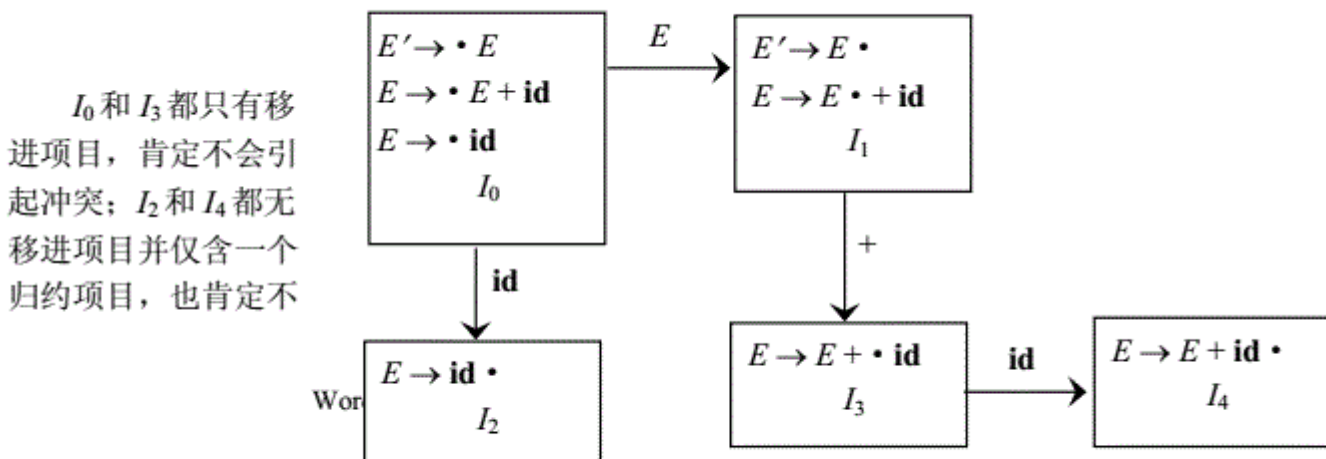 I₀ 和 I₃ 都只有移
进项目，肯定不会引
起冲突；I₂ 和 I₄ 都无
移进项目并仅含一个
归约项目，也肯定不
E′ → · E
E → · E + id
E → · id
I₀
E
E′ → E ·
E → E · + id
I₁
id
+
E → id ·
I₂
E → E + · id
I₃
id
E → E + id ·
I₄